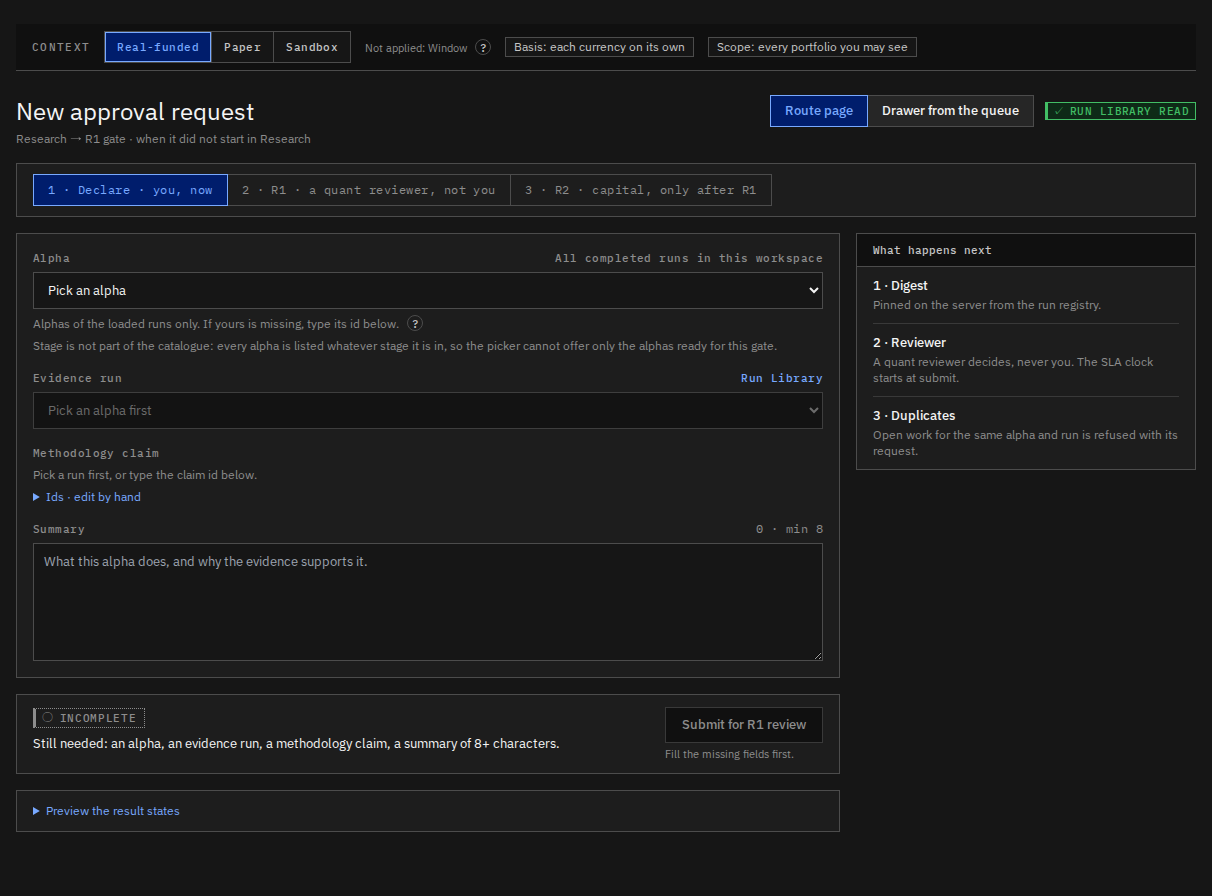 CONTEXT Real-funded Paper Sandbox Not applied: Window ? Basis: each currency on its own Scope: every portfolio you may see
New approval request
Route page Drawer from the queue ✓ RUN LIBRARY READ
Research → R1 gate · when it did not start in Research
1 · Declare · you, now 2 · R1 · a quant reviewer, not you 3 · R2 · capital, only after R1
Alpha All completed runs in this workspace
Pick an alpha
Alphas of the loaded runs only. If yours is missing, type its id below. ?
Stage is not part of the catalogue: every alpha is listed whatever stage it is in, so the picker cannot offer only the alphas ready for this gate.
Evidence run Run Library
Pick an alpha first
Methodology claim
Pick a run first, or type the claim id below.
Ids · edit by hand
Summary 0 · min 8
What this alpha does, and why the evidence supports it.
INCOMPLETE
Still needed: an alpha, an evidence run, a methodology claim, a summary of 8+ characters.
Submit for R1 review
Fill the missing fields first.
Preview the result states
What happens next
1 · Digest
Pinned on the server from the run registry.
2 · Reviewer
A quant reviewer decides, never you. The SLA clock
starts at submit.
3 · Duplicates
Open work for the same alpha and run is refused with its
request.